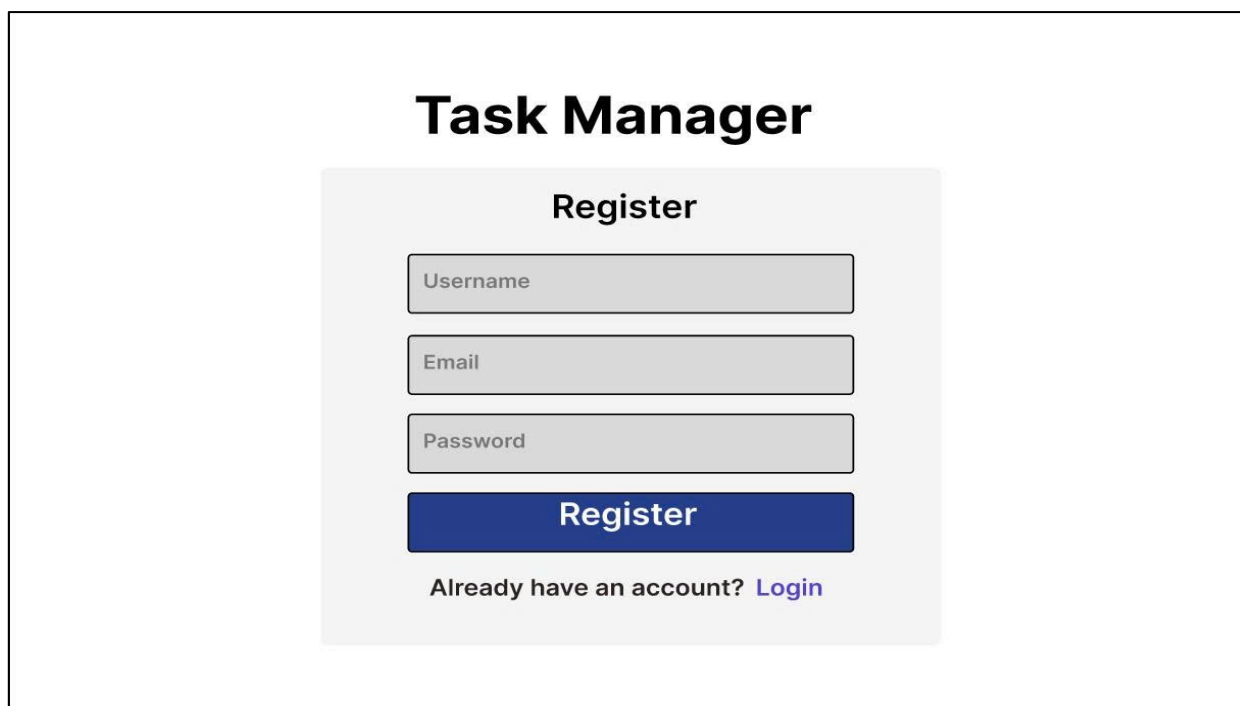 Task Manager
Register
Username
Email
Password
Register
Already have an account? Login